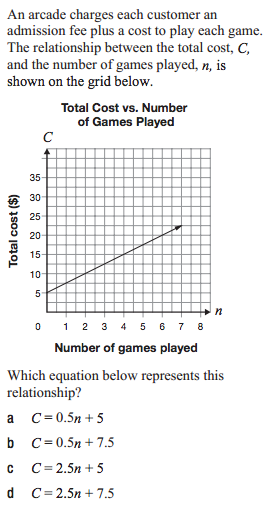 An arcade charges each customer an
admission fee plus a cost to play each game.
The relationship between the total cost, C,
and the number of games played, n, is
shown on the grid below.
Total Cost vs. Number
of Games Played
C
35
30
25
20
15
10
5
Total cost ($)
n
0 1 2 3 4 5 6 7 8
Number of games played
Which equation below represents this
relationship?
a C = 0.5n + 5
b C = 0.5n + 7.5
c C = 2.5n + 5
d C = 2.5n + 7.5